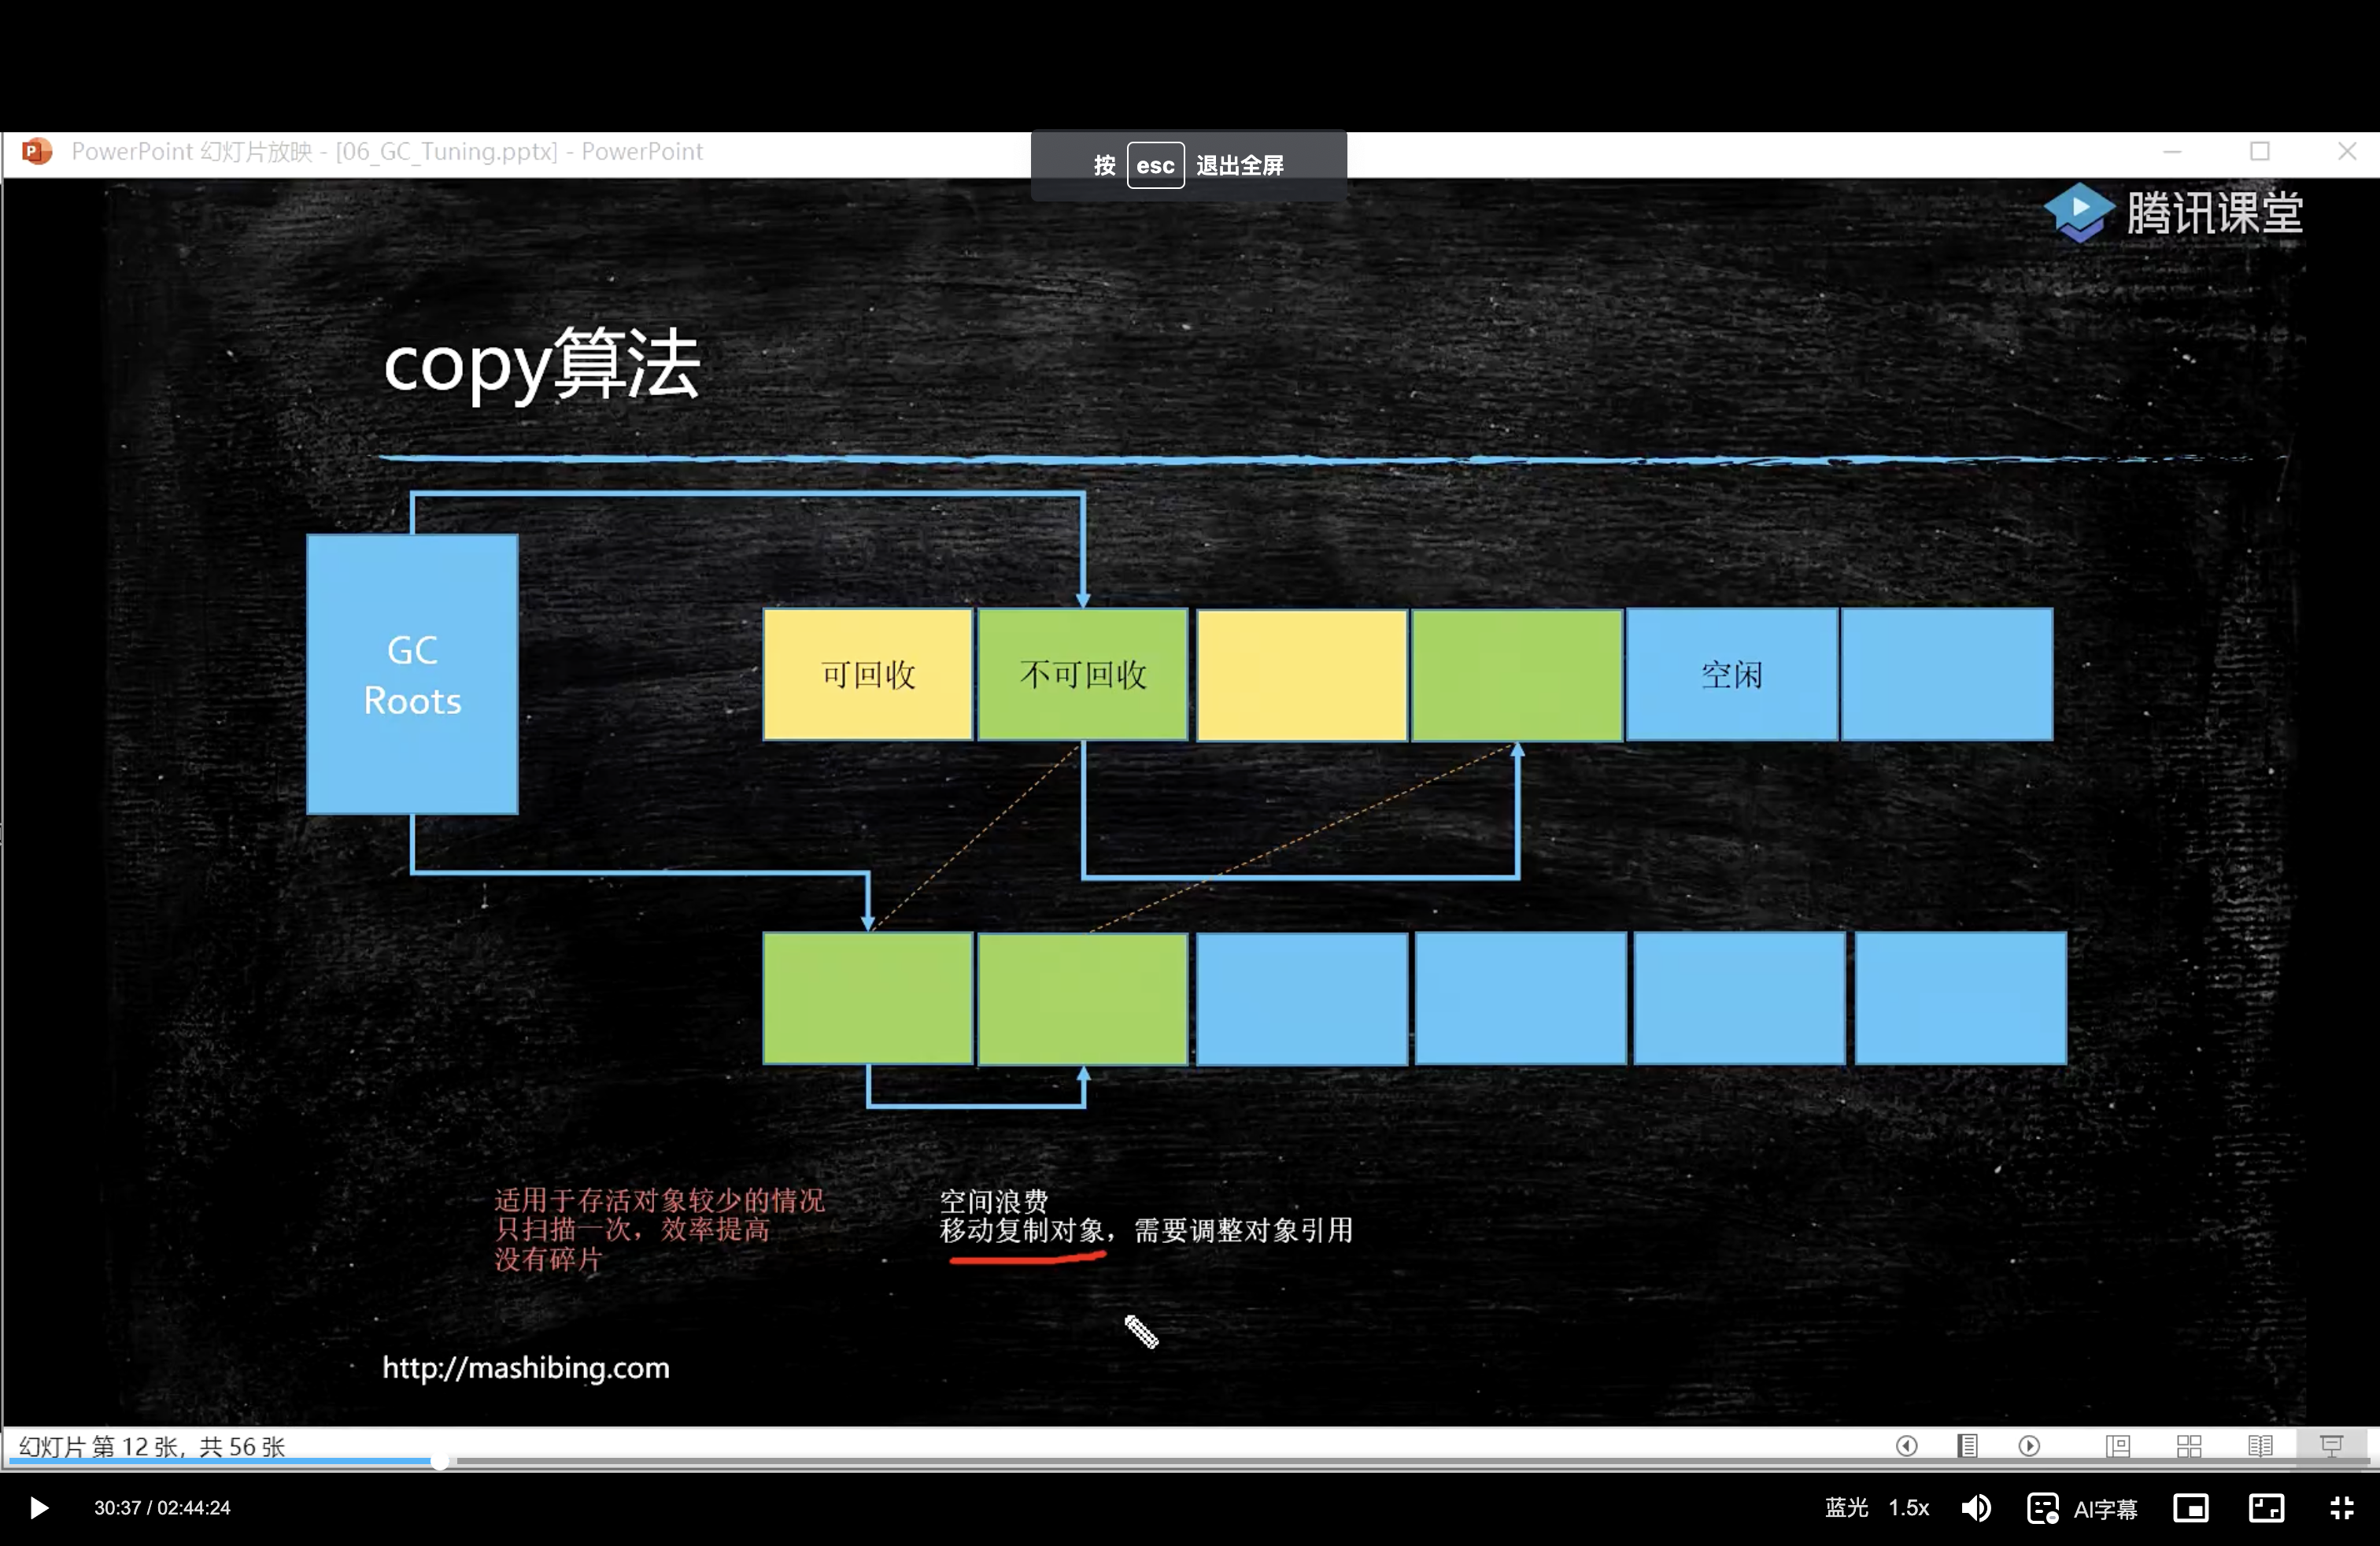 PowerPoint 幻灯片放映 - [06_GC_Tuning.pptx] - PowerPoint
按 esc 退出全屏
腾讯课堂
copy算法
GC
Roots
可回收
不可回收
空闲
适用于存活对象较少的情况
只扫描一次，效率提高
没有碎片
空间浪费
移动复制对象，需要调整对象引用
http://mashibing.com
幻灯片 第 12 张，共 56 张
30:37 / 02:44:24
蓝光
1.5x
AI字幕